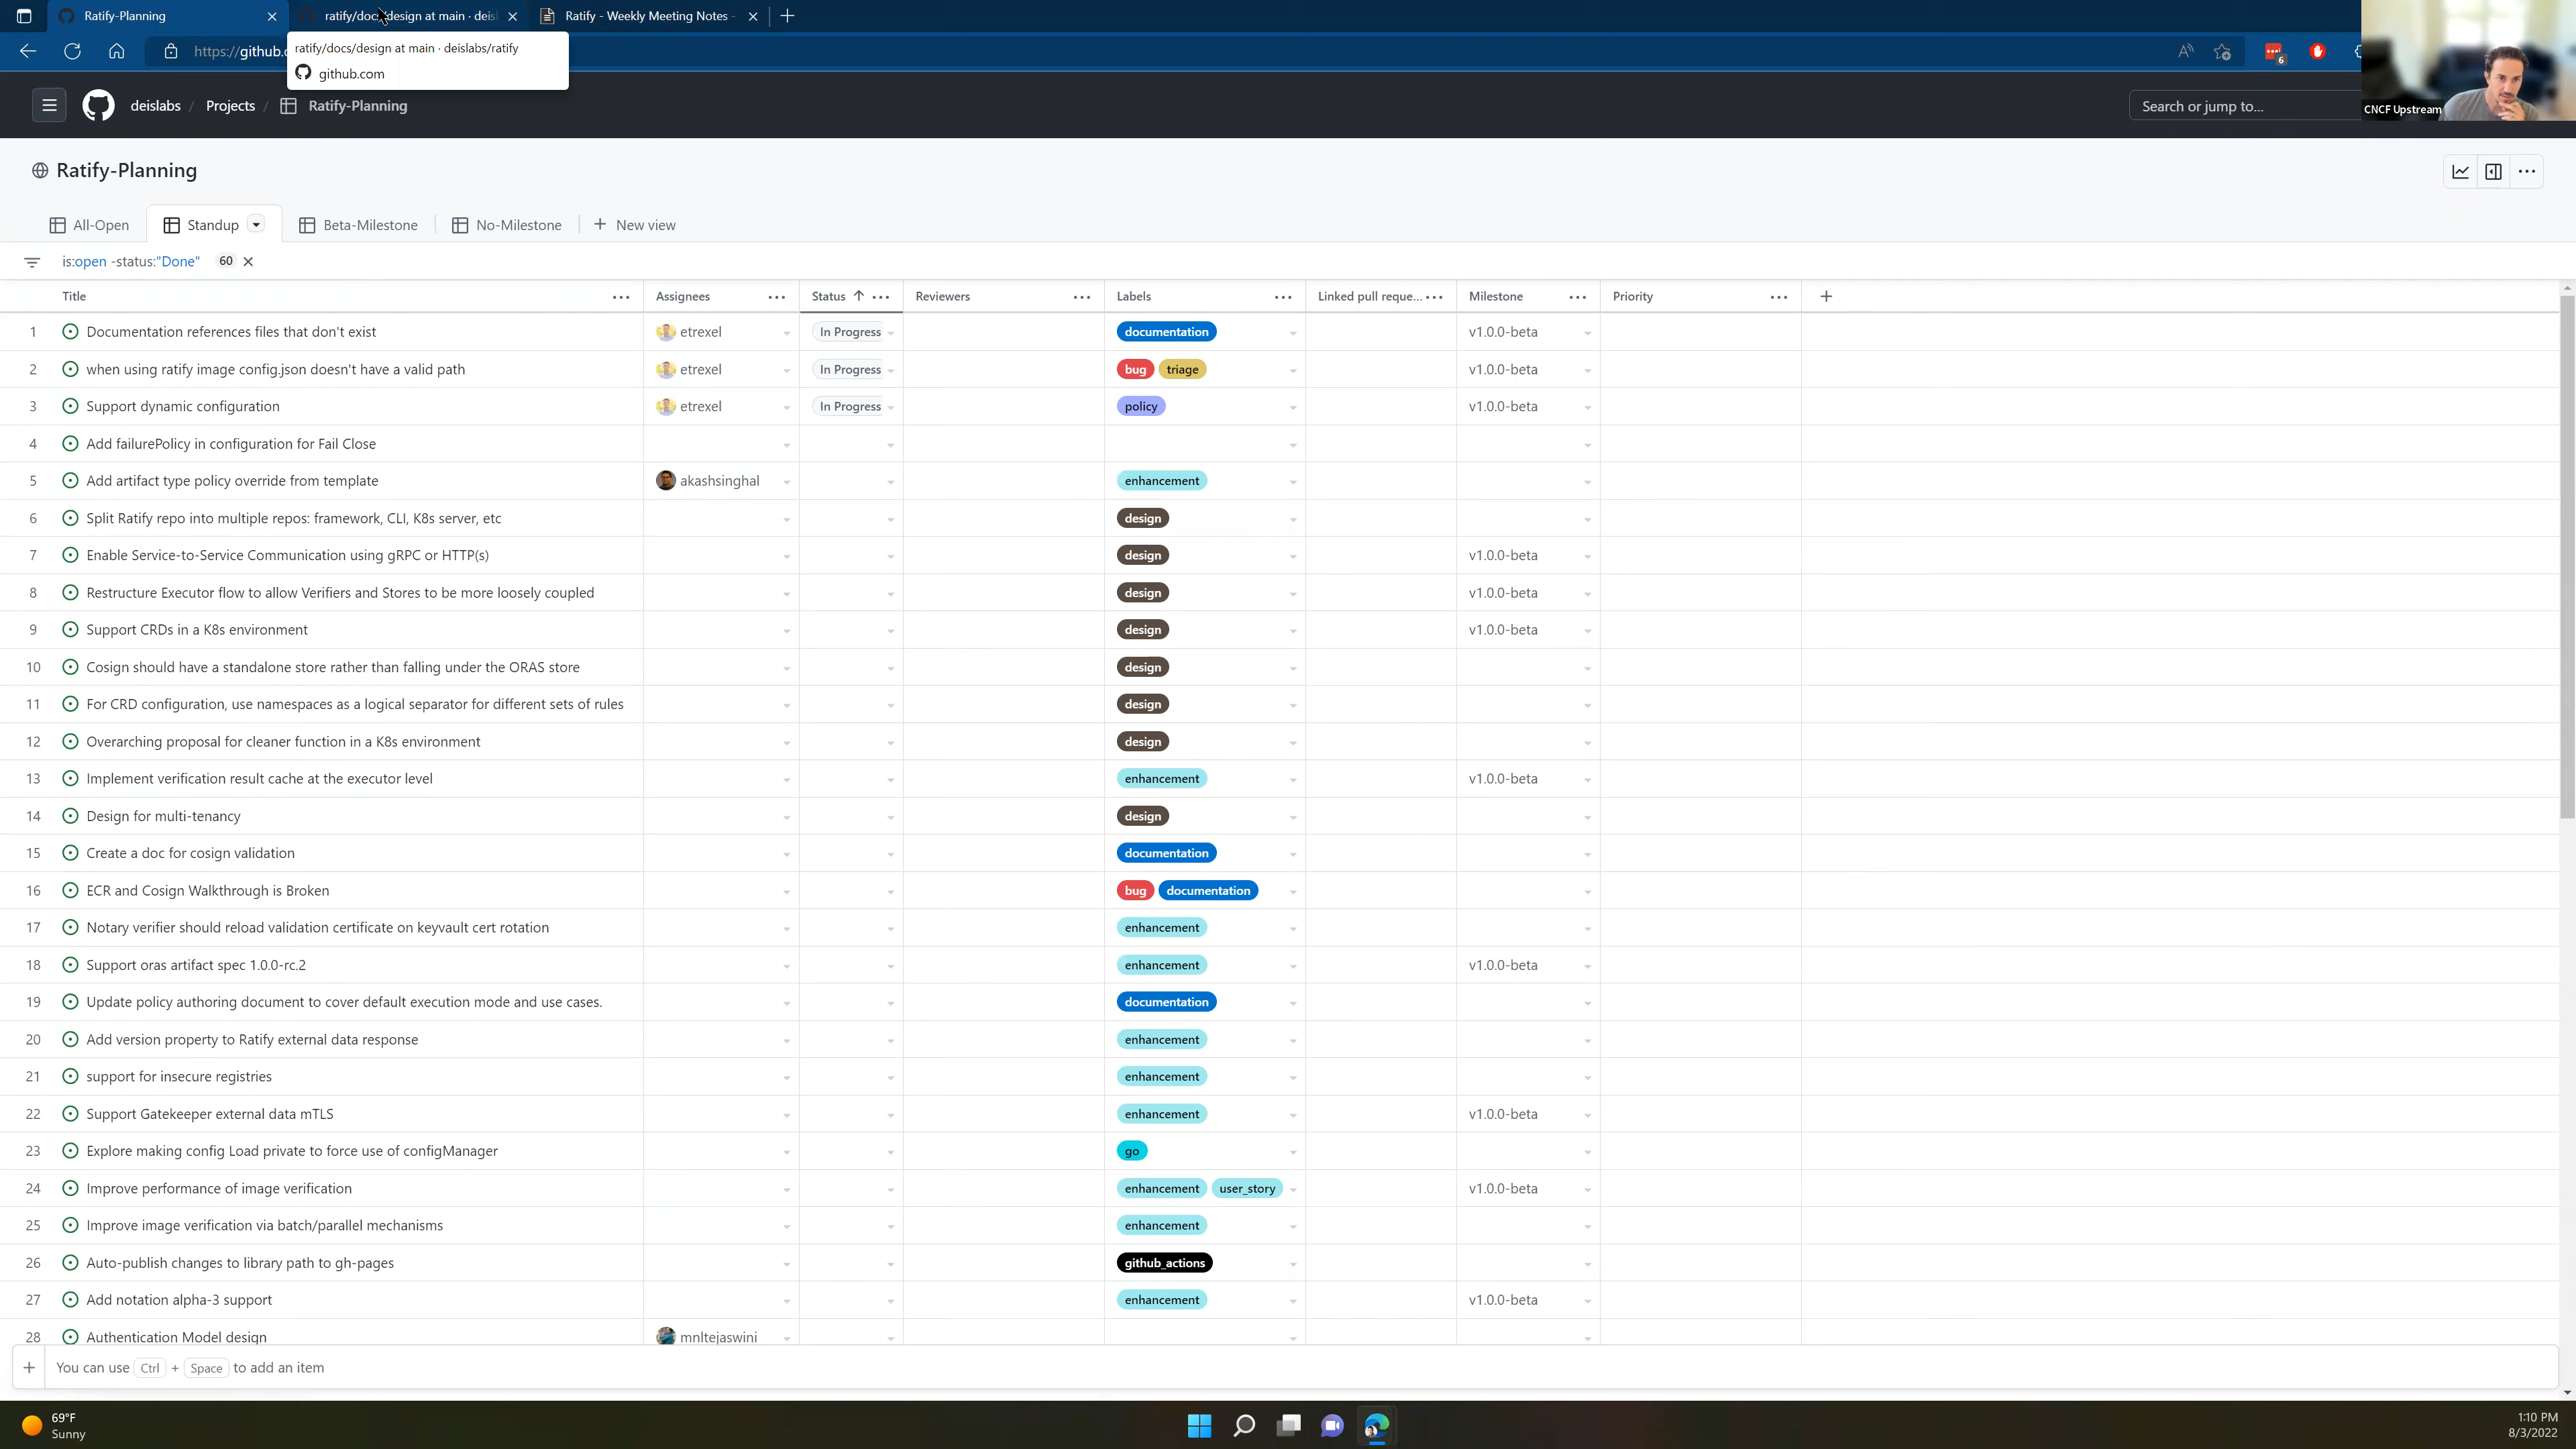 Ratify-Planning
ratify/docs/design at main · deisl
Ratify - Weekly Meeting Notes -
https://github.c
6
ratify/docs/design at main · deislabs/ratify
github.com
deislabs / Projects / Ratify-Planning
Search or jump to...
CNCF Upstream
Ratify-Planning
All-Open
Standup
Beta-Milestone
No-Milestone
New view
is:open -status:"Done" 60
Title Assignees Status Reviewers Labels Linked pull reque... Milestone Priority
1 Documentation references files that don't exist etrexel In Progress documentation v1.0.0-beta
2 when using ratify image config.json doesn't have a valid path etrexel In Progress bug triage v1.0.0-beta
3 Support dynamic configuration etrexel In Progress policy v1.0.0-beta
4 Add failurePolicy in configuration for Fail Close
5 Add artifact type policy override from template akashsinghal enhancement
6 Split Ratify repo into multiple repos: framework, CLI, K8s server, etc design
7 Enable Service-to-Service Communication using gRPC or HTTP(s) design v1.0.0-beta
8 Restructure Executor flow to allow Verifiers and Stores to be more loosely coupled design v1.0.0-beta
9 Support CRDs in a K8s environment design v1.0.0-beta
10 Cosign should have a standalone store rather than falling under the ORAS store design
11 For CRD configuration, use namespaces as a logical separator for different sets of rules design
12 Overarching proposal for cleaner function in a K8s environment design
13 Implement verification result cache at the executor level enhancement v1.0.0-beta
14 Design for multi-tenancy design
15 Create a doc for cosign validation documentation
16 ECR and Cosign Walkthrough is Broken bug documentation
17 Notary verifier should reload validation certificate on keyvault cert rotation enhancement
18 Support oras artifact spec 1.0.0-rc.2 enhancement v1.0.0-beta
19 Update policy authoring document to cover default execution mode and use cases. documentation
20 Add version property to Ratify external data response enhancement
21 support for insecure registries enhancement
22 Support Gatekeeper external data mTLS enhancement v1.0.0-beta
23 Explore making config Load private to force use of configManager go
24 Improve performance of image verification enhancement user_story v1.0.0-beta
25 Improve image verification via batch/parallel mechanisms enhancement
26 Auto-publish changes to library path to gh-pages github_actions
27 Add notation alpha-3 support enhancement v1.0.0-beta
28 Authentication Model design mnltejaswini
You can use Ctrl + Space to add an item
69°F
Sunny
1:10 PM
8/3/2022